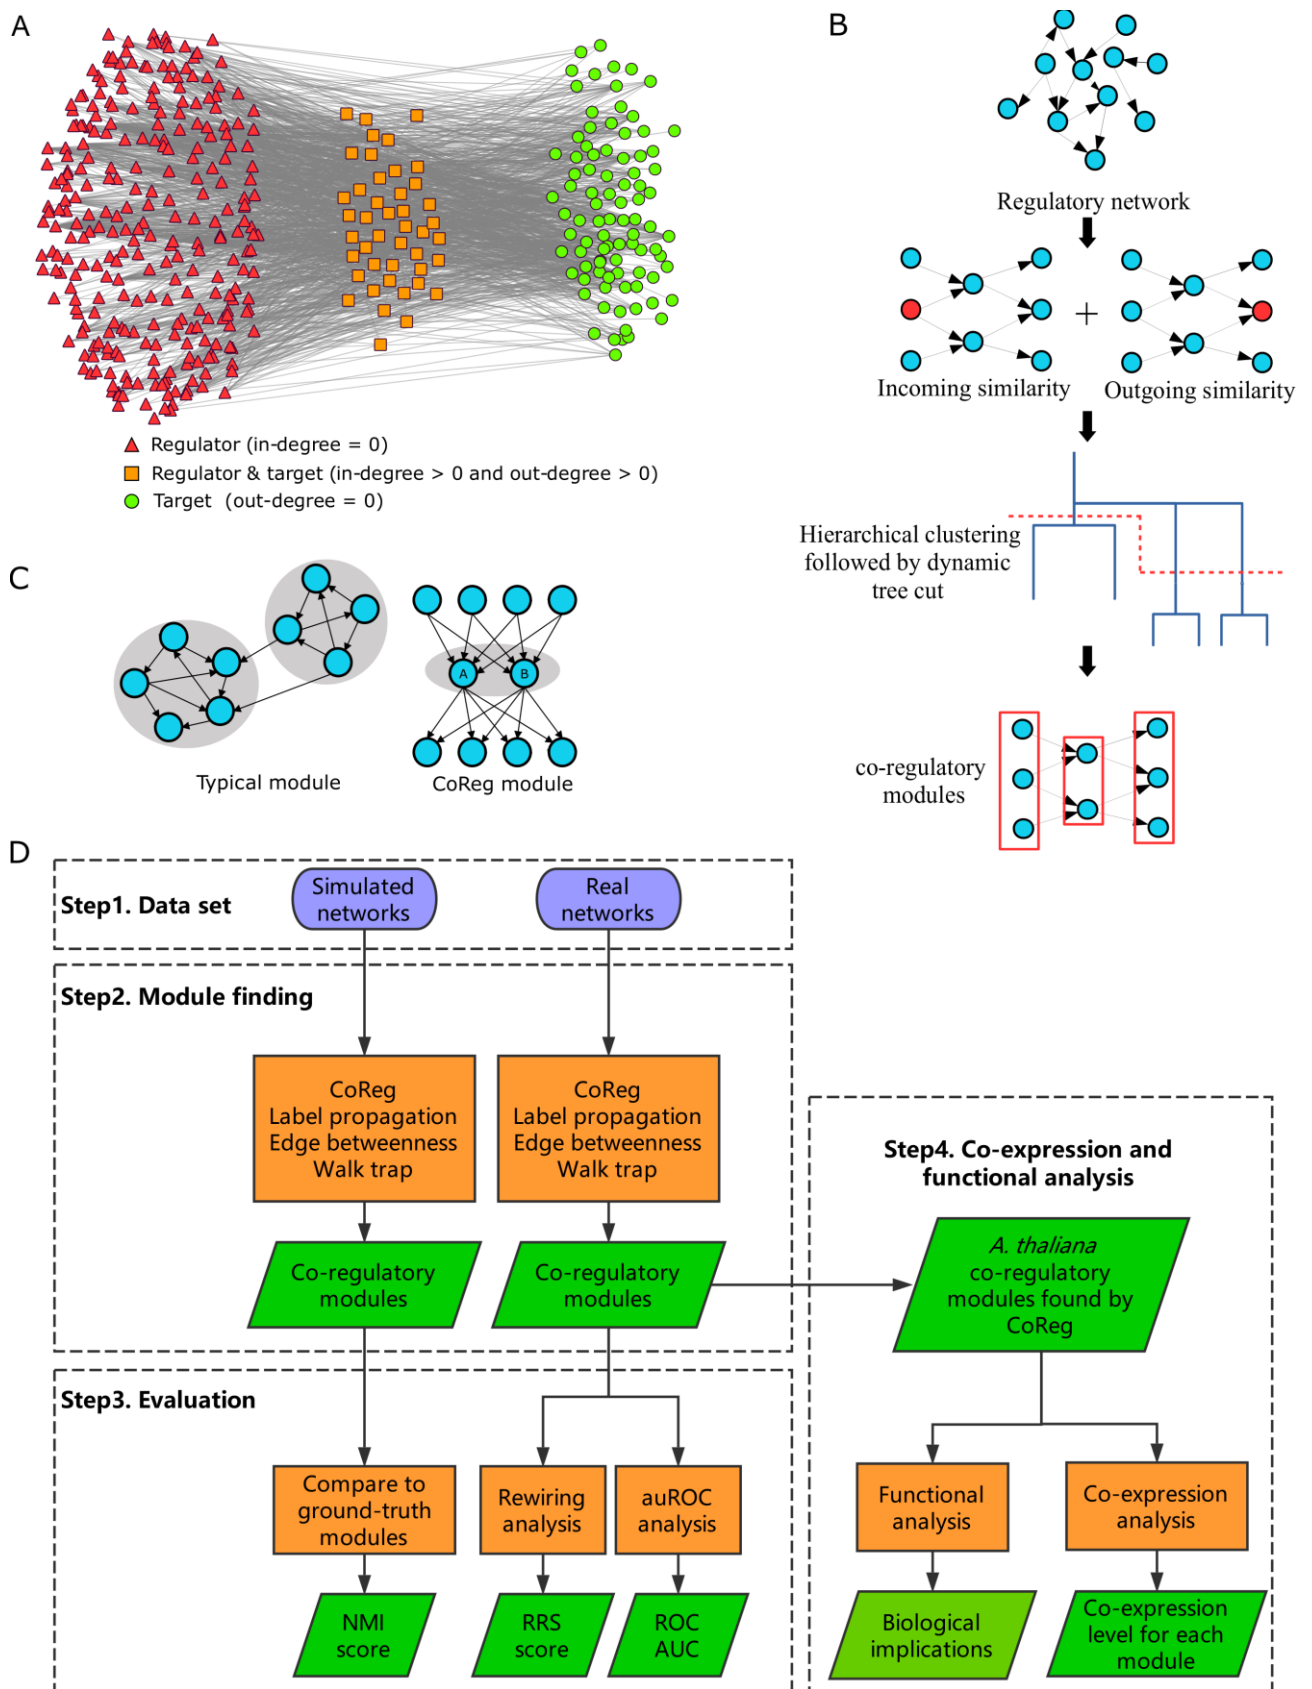 A
Regulator (in-degree = 0)
Regulator & target (in-degree > 0 and out-degree > 0)
Target (out-degree = 0)
B
Regulatory network
+
Incoming similarity
Outgoing similarity
Hierarchical clustering
followed by dynamic
tree cut
co-regulatory
modules
C
A
B
Typical module
CoReg module
D
Step1. Data set
Simulated
networks
Real
networks
Step2. Module finding
CoReg
Label propagation
Edge betweenness
Walk trap
CoReg
Label propagation
Edge betweenness
Walk trap
Co-regulatory
modules
Co-regulatory
modules
Step3. Evaluation
Compare to
ground-truth
modules
Rewiring
analysis
auROC
analysis
NMI
score
RRS
score
ROC
AUC
Step4. Co-expression and
functional analysis
A. thaliana
co-regulatory
modules found by
CoReg
Functional
analysis
Co-expression
analysis
Biological
implications
Co-expression
level for each
module